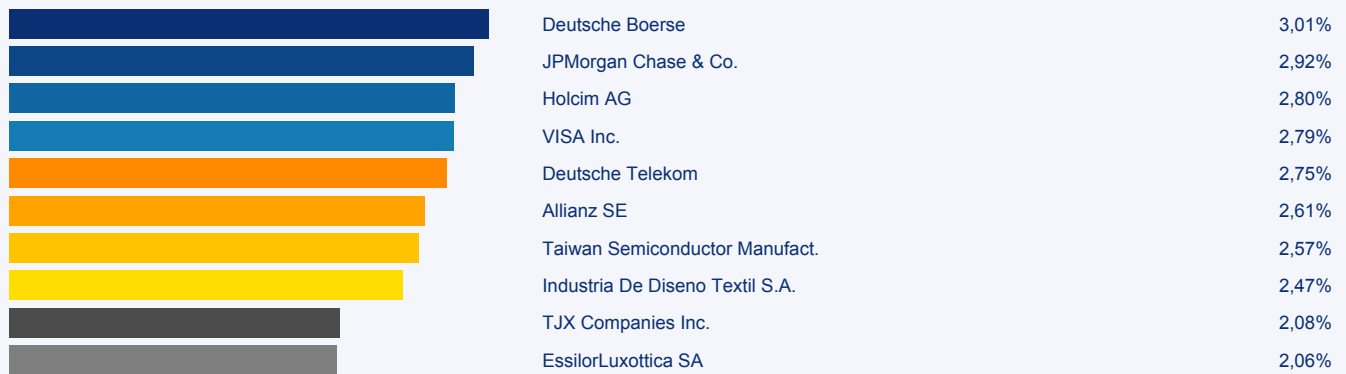 Deutsche Boerse 3,01%
JPMorgan Chase & Co. 2,92%
Holcim AG 2,80%
VISA Inc. 2,79%
Deutsche Telekom 2,75%
Allianz SE 2,61%
Taiwan Semiconductor Manufact. 2,57%
Industria De Diseno Textil S.A. 2,47%
TJX Companies Inc. 2,08%
EssilorLuxottica SA 2,06%